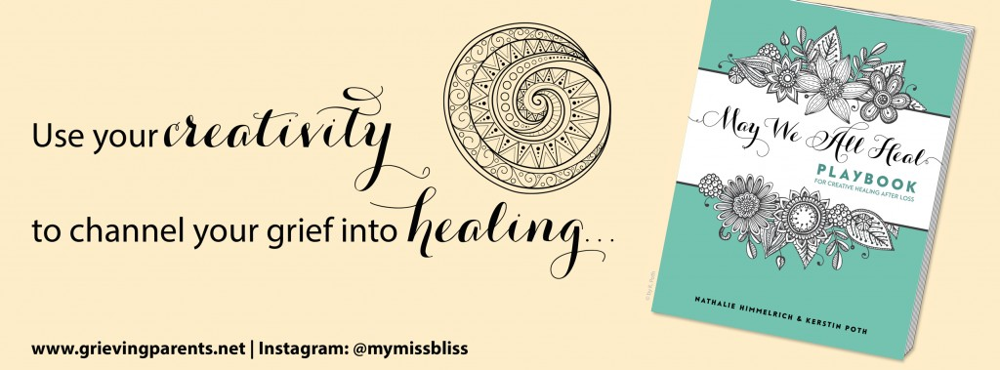 Use your creativity
to channel your grief into healing...
www.grievingparents.net | Instagram: @mymissbliss
May We All Heal
PLAYBOOK
FOR CREATIVE HEALING AFTER LOSS
NATHALIE HIMMELRICH & KERSTIN POTH